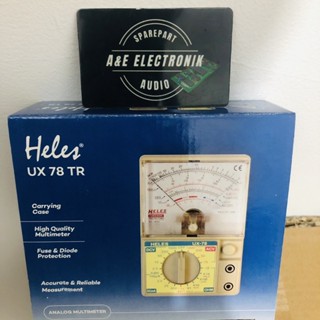 SPAREPART
A&E ELECTRONIK
AUDIO
Heles®
UX 78 TR
Carrying
Case
High Quality
Multimeter
Fuse & Diode
Protection
Accurate & Reliable
Measurement
ANALOG MULTIMETER
HELES
HELES
UX-78